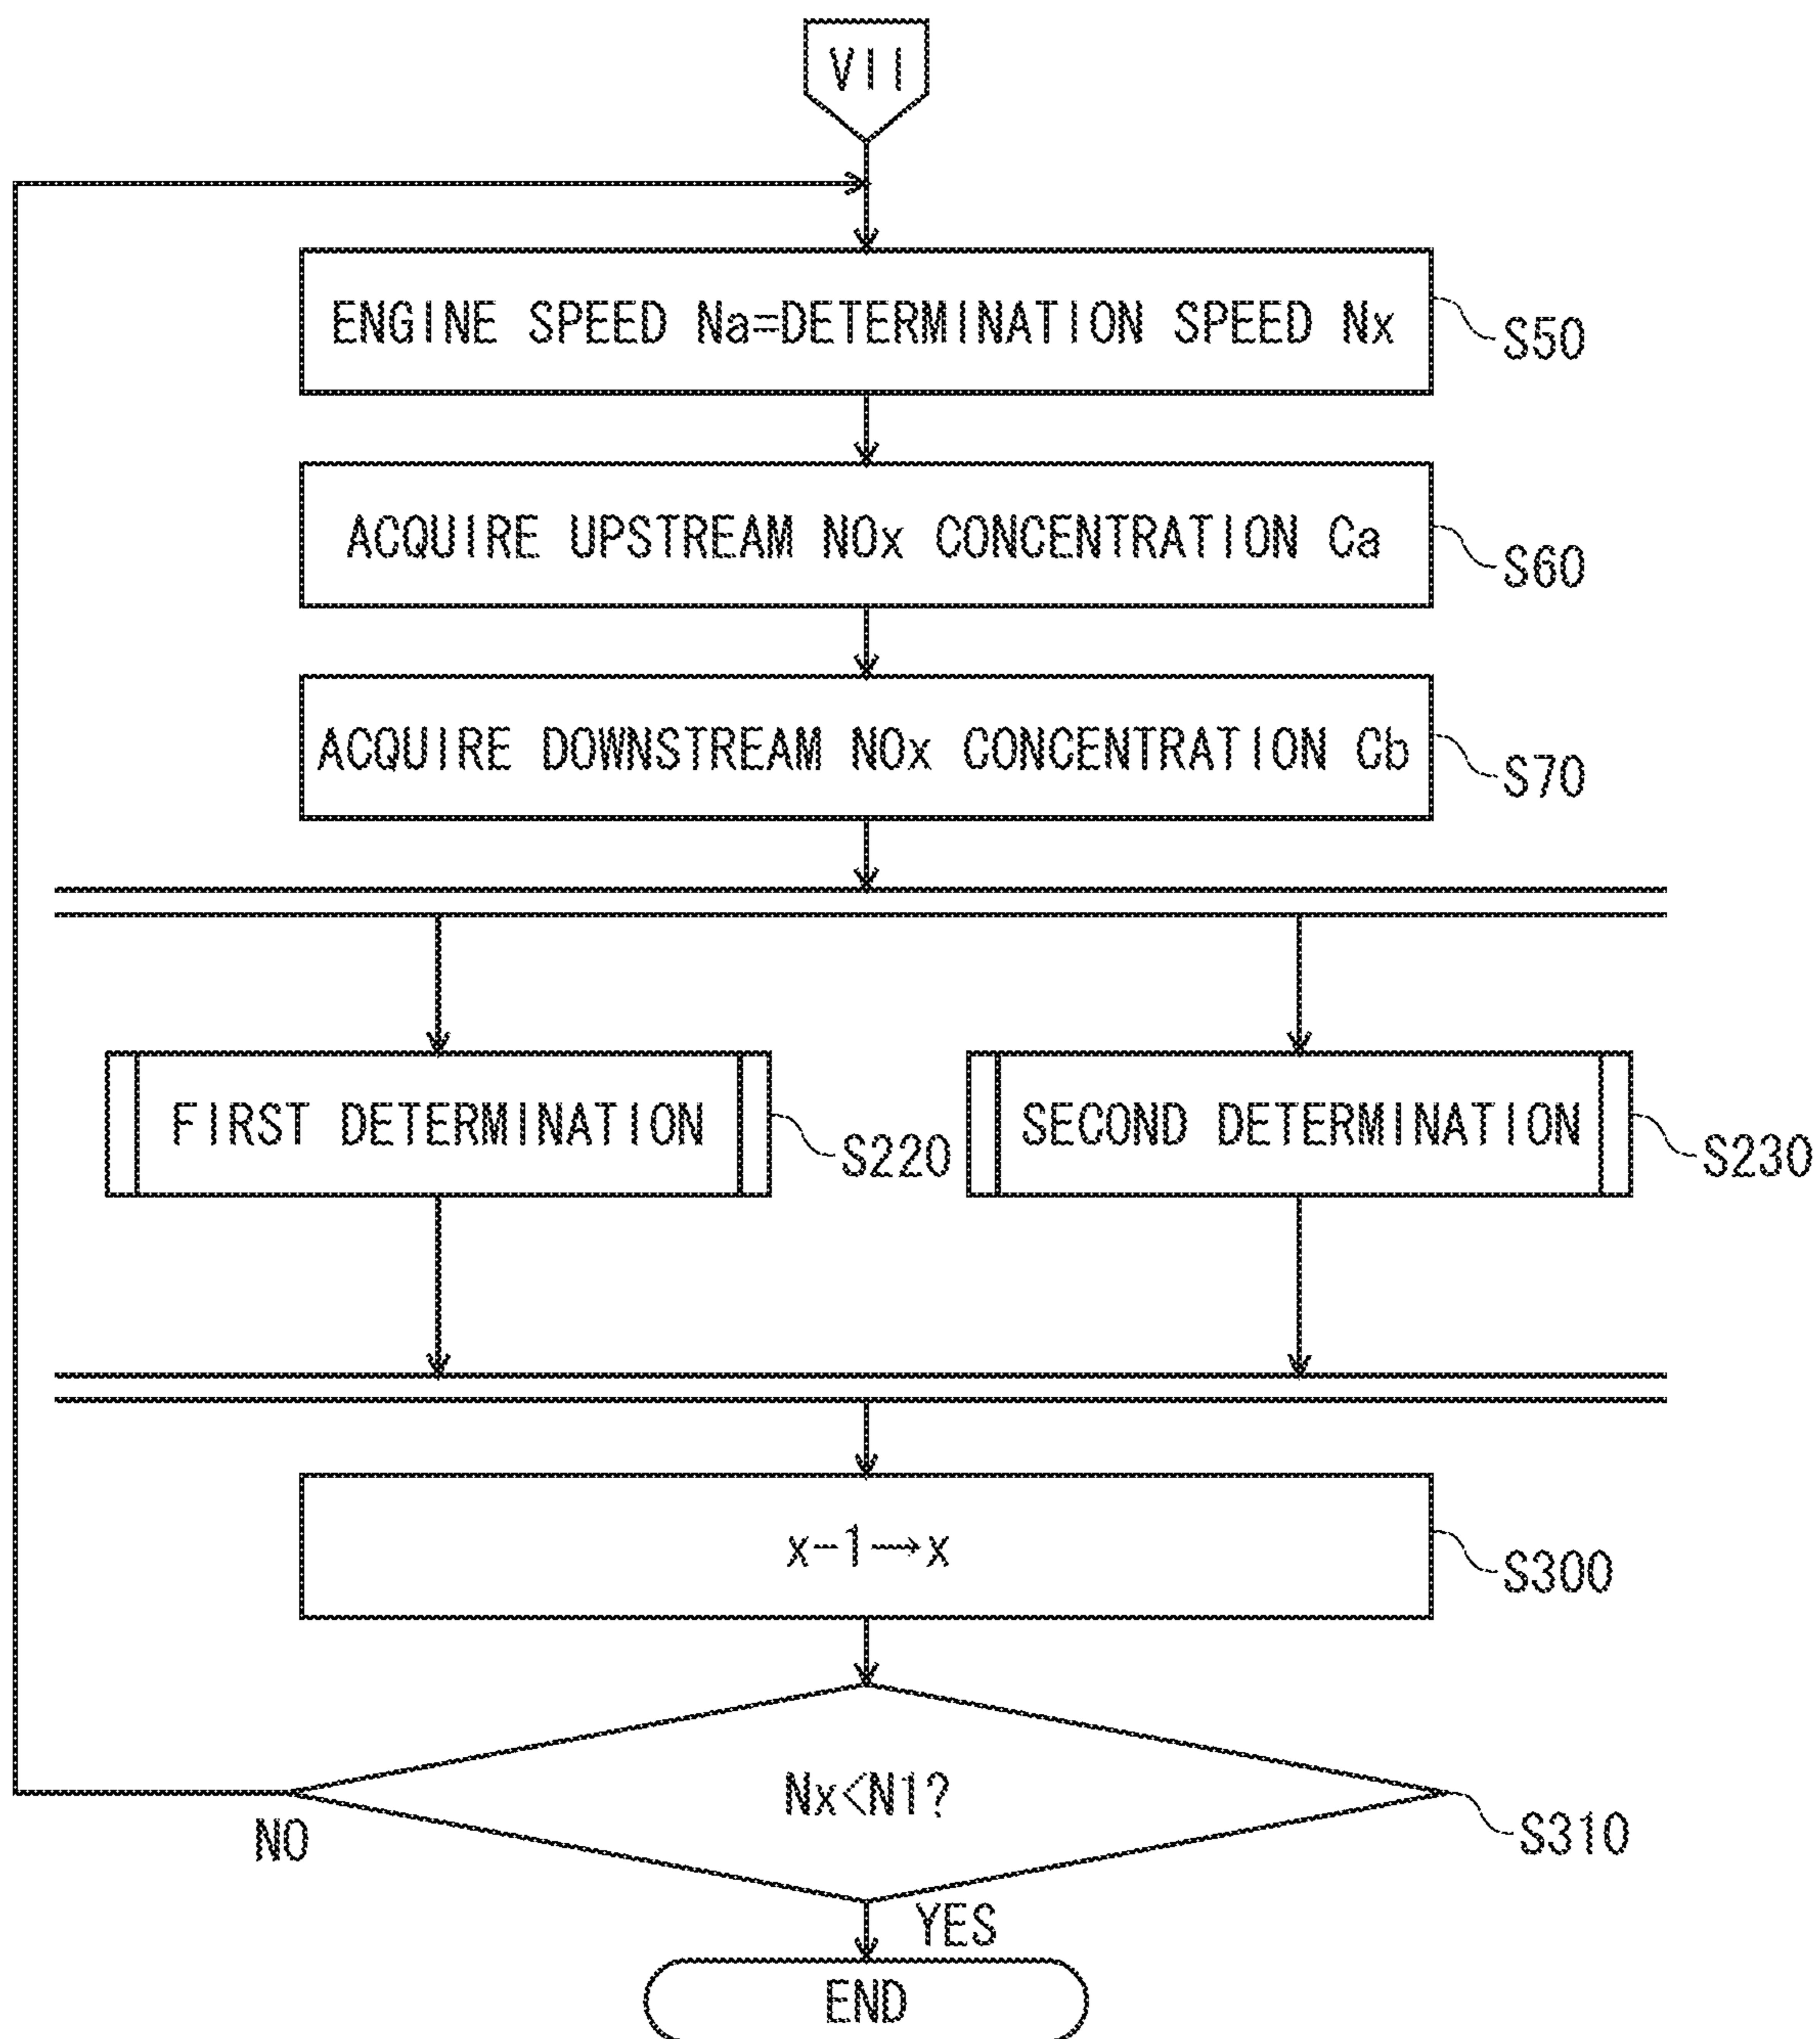 VII
ENGINE SPEED Na=DETERMINATION SPEED Nx
S50
ACQUIRE UPSTREAM NOx CONCENTRATION Ca
S60
ACQUIRE DOWNSTREAM NOx CONCENTRATION Cb
S70
FIRST DETERMINATION
S220
SECOND DETERMINATION
S230
x-1→x
S300
Nx<N1?
S310
NO
YES
END